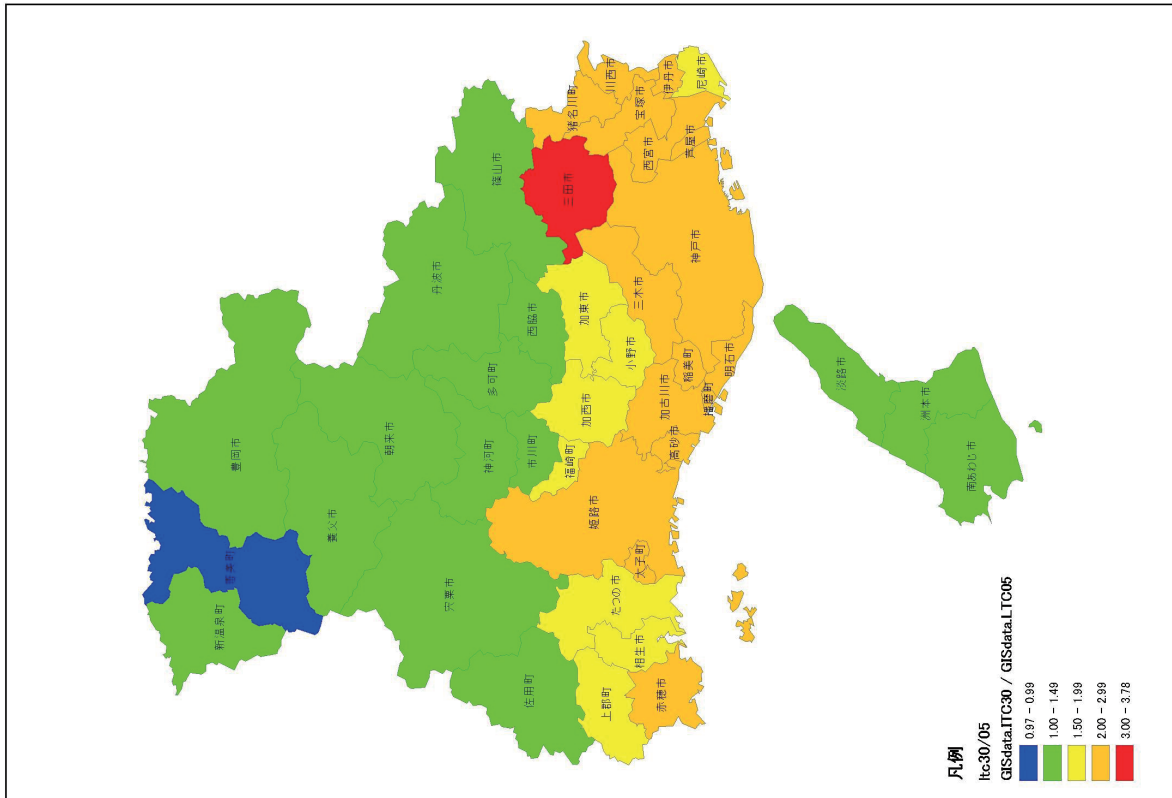 新温泉町
香美町
豊岡市
養父市
朝来市
宍粟市
神河町
多可町
丹波市
篠山市
佐用町
市川町
西脇市
三田市
猪名川町
川西市
上郡町
たつの市
相生市
赤穂市
太子町
姫路市
福崎町
加西市
加東市
小野市
三木市
加古川市
高砂市
稲美町
播磨町
明石市
神戸市
西宮市
宝塚市
伊丹市
尼崎市
芦屋市
淡路市
洲本市
南あわじ市
凡例
ltc30/05
GISdata.lTC30 / GISdata.l.LTC05
0.97 - 0.99
1.00 - 1.49
1.50 - 1.99
2.00 - 2.99
3.00 - 3.78